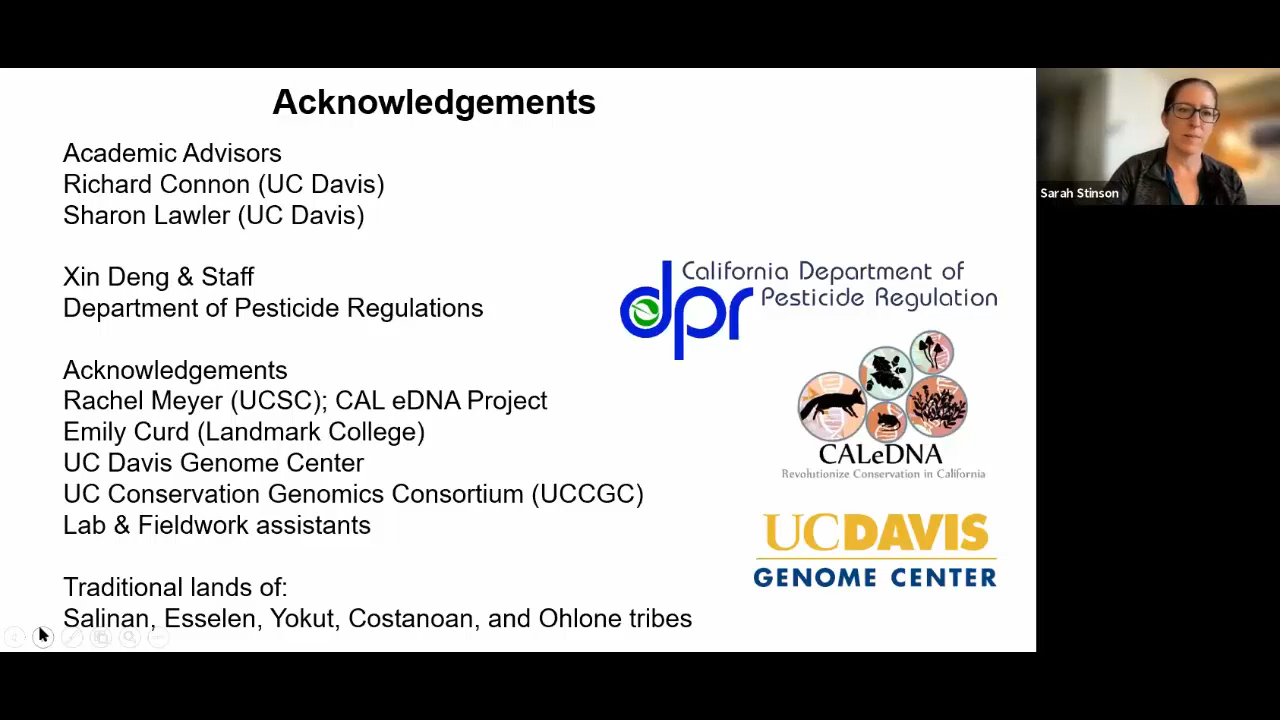 Acknowledgements
Academic Advisors
Richard Connon (UC Davis)
Sharon Lawler (UC Davis)
Xin Deng & Staff
Department of Pesticide Regulations
Acknowledgements
Rachel Meyer (UCSC); CAL eDNA Project
Emily Curd (Landmark College)
UC Davis Genome Center
UC Conservation Genomics Consortium (UCCGC)
Lab & Fieldwork assistants
Traditional lands of:
Salinan, Esselen, Yokut, Costanoan, and Ohlone tribes
dpr
California Department of
Pesticide Regulation
CALeDNA
Revolutionize Conservation in California
UCDAVIS
GENOME CENTER
Sarah Stinson